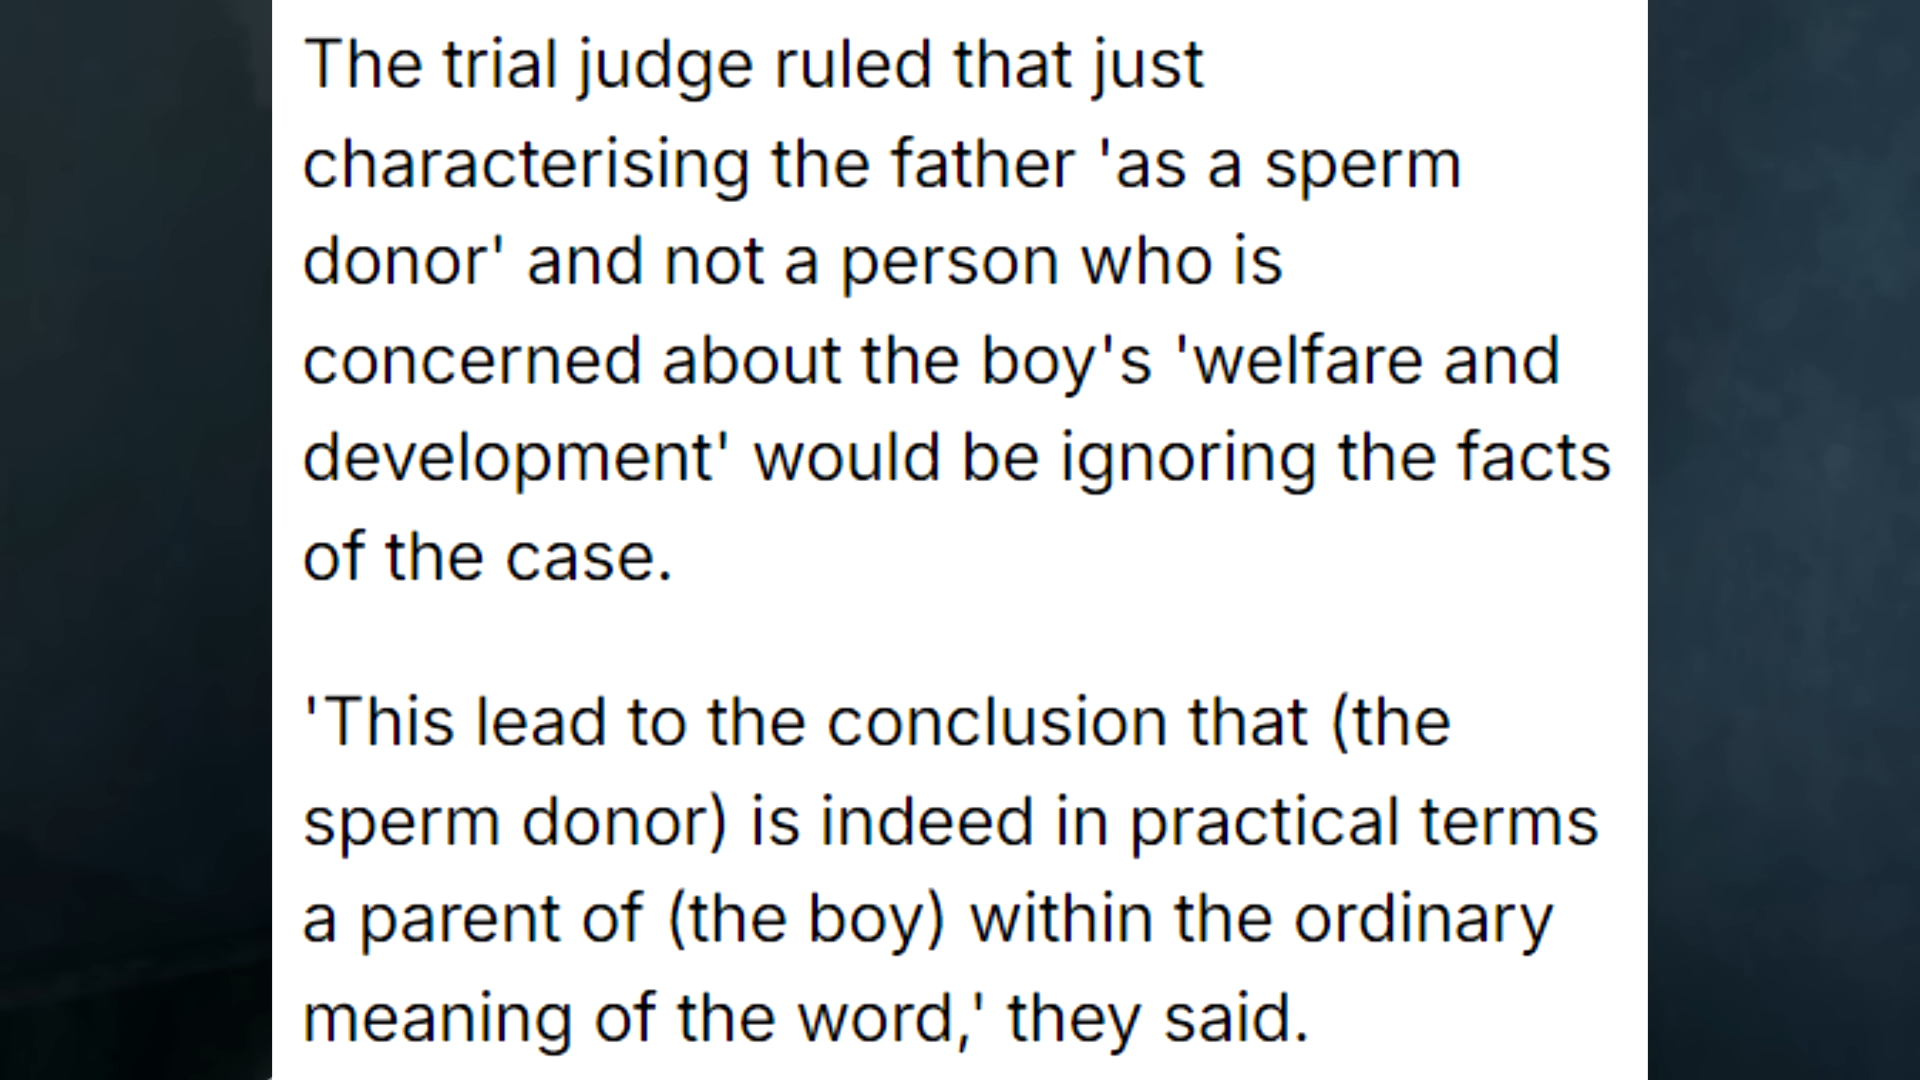 The trial judge ruled that just
characterising the father 'as a sperm
donor' and not a person who is
concerned about the boy's 'welfare and
development' would be ignoring the facts
of the case.
'This lead to the conclusion that (the
sperm donor) is indeed in practical terms
a parent of (the boy) within the ordinary
meaning of the word,' they said.